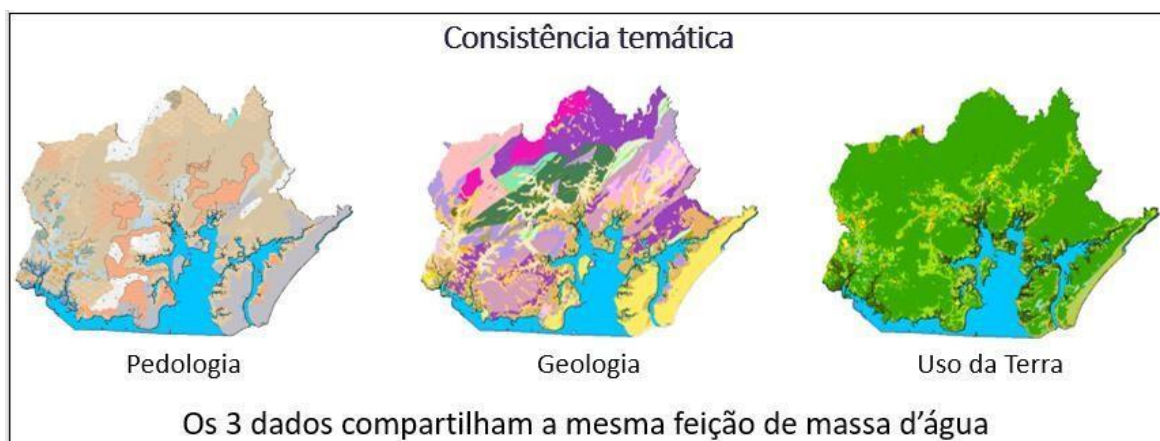 Consistência temática
Pedologia
Geologia
Uso da Terra
Os 3 dados compartilham a mesma feição de massa d’água